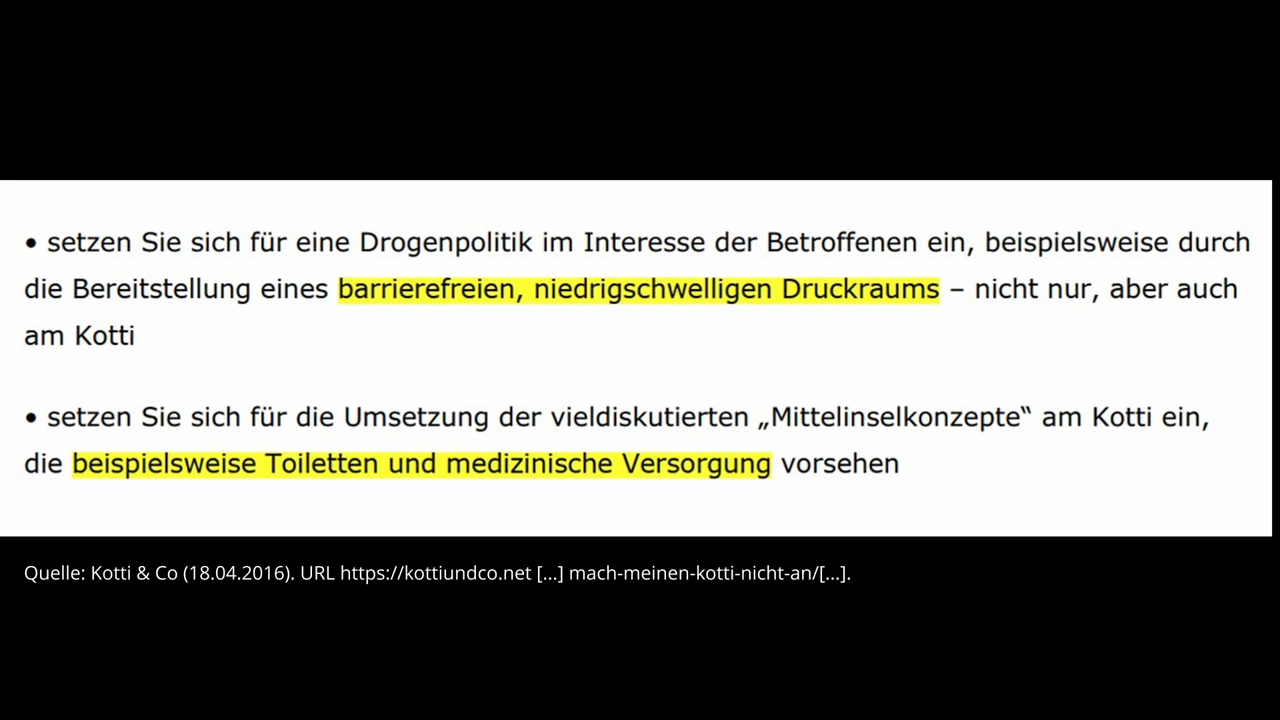 • setzen Sie sich für eine Drogenpolitik im Interesse der Betroffenen ein, beispielsweise durch
die Bereitstellung eines barrierefreien, niedrigschwelligen Druckraums – nicht nur, aber auch
am Kotti
• setzen Sie sich für die Umsetzung der vieldiskutierten „Mittelinselkonzepte“ am Kotti ein,
die beispielsweise Toiletten und medizinische Versorgung vorsehen
Quelle: Kotti & Co (18.04.2016). URL https://kottiundco.net [...] mach-meinen-kotti-nicht-an/[...].